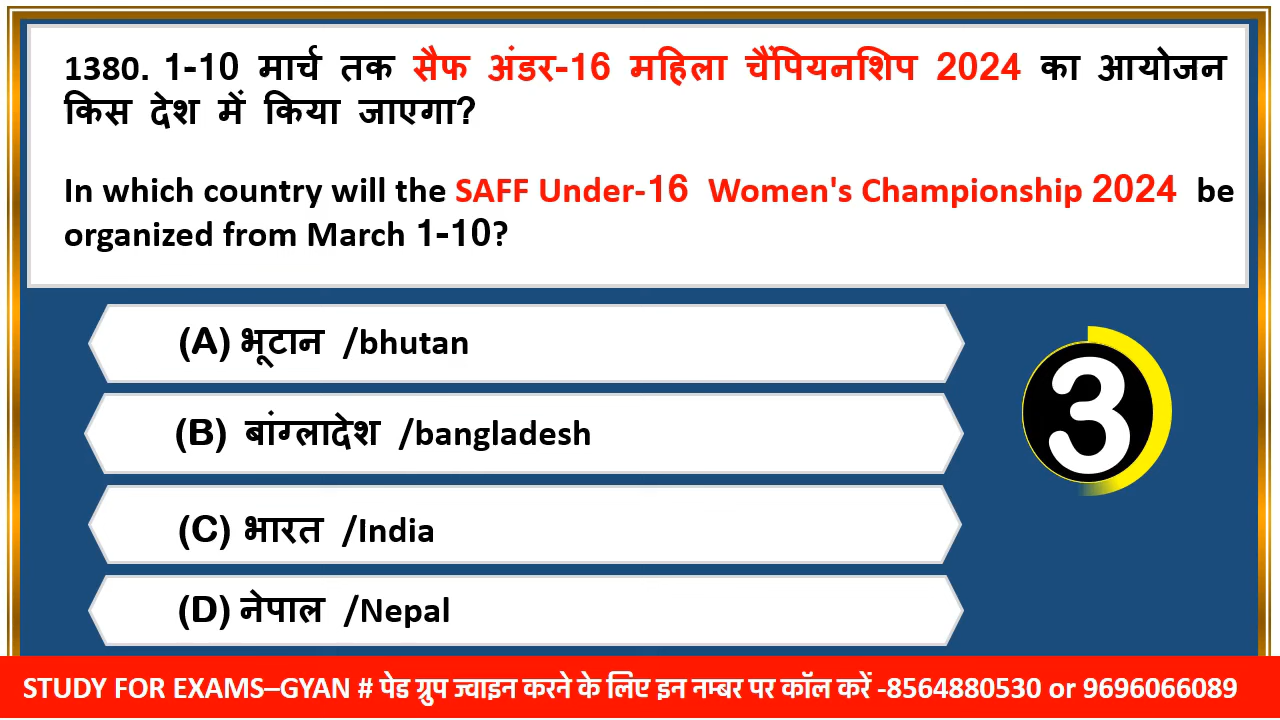 1380. 1-10 मार्च तक सैफ अंडर-16 महिला चैंपियनशिप 2024 का आयोजन
किस देश में किया जाएगा?
In which country will the SAFF Under-16 Women's Championship 2024 be
organized from March 1-10?
(A) भूटान /bhutan
(B) बांग्लादेश /bangladesh
(C) भारत /India
(D) नेपाल /Nepal
3
STUDY FOR EXAMS–GYAN # पेड ग्रुप ज्वाइन करने के लिए इन नम्बर पर कॉल करें -8564880530 or 9696066089